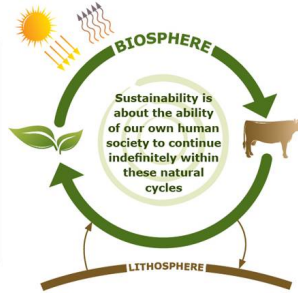 BIOSPHERE
Sustainability is
about the ability
of our own human
society to continue
indefinitely within
these natural
cycles
LITHOSPHERE